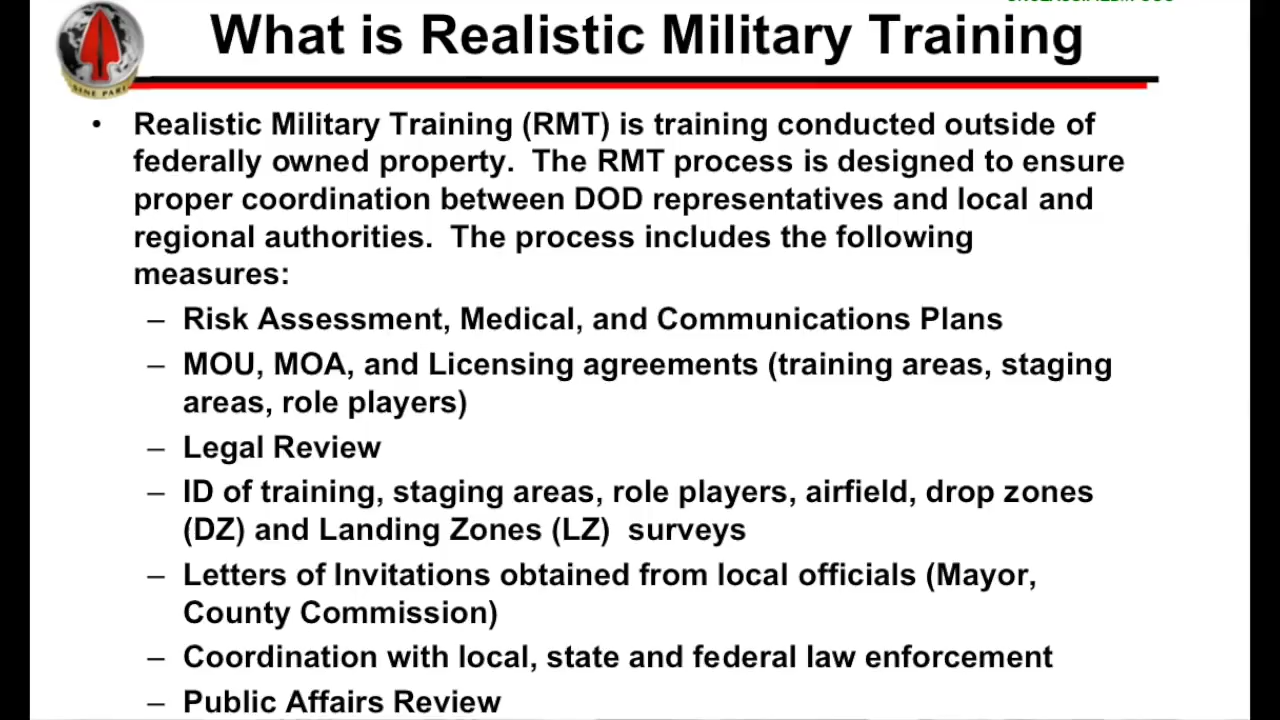 What is Realistic Military Training
SINE PARI
• Realistic Military Training (RMT) is training conducted outside of
federally owned property.  The RMT process is designed to ensure
proper coordination between DOD representatives and local and
regional authorities.  The process includes the following
measures:
– Risk Assessment, Medical, and Communications Plans
– MOU, MOA, and Licensing agreements (training areas, staging
areas, role players)
– Legal Review
– ID of training, staging areas, role players, airfield, drop zones
(DZ) and Landing Zones (LZ)  surveys
– Letters of Invitations obtained from local officials (Mayor,
County Commission)
– Coordination with local, state and federal law enforcement
– Public Affairs Review